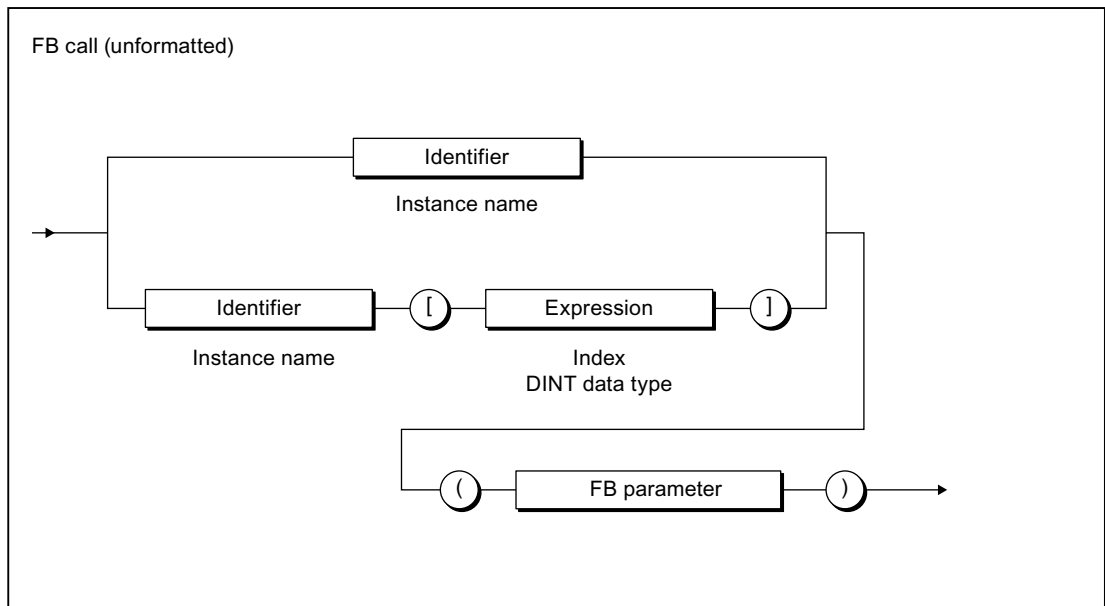 FB call (unformatted)
Identifier
Instance name
Identifier [ Expression ]
Instance name
Index
DINT data type
( FB parameter )